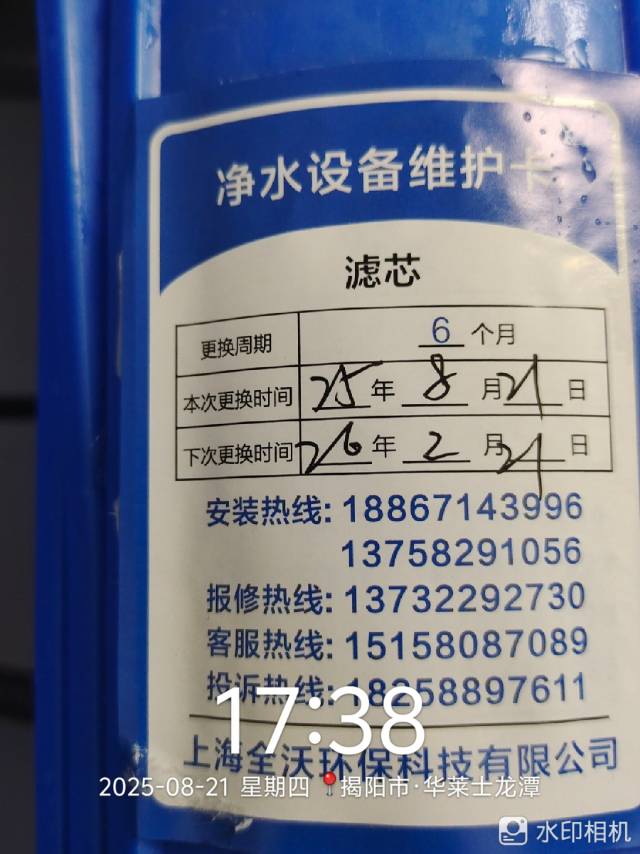 净水设备维护卡
滤芯
更换周期 6 个月
本次更换时间 25 年 8 月 21 日
下次更换时间 26 年 2 月 21 日
安装热线: 18867143996
13758291056
报修热线: 13732292730
客服热线: 15158087089
投诉热线: 18258897611
17:38
上海全沃环保科技有限公司
2025-08-21 星期四 揭阳市·华莱士龙潭
水印相机